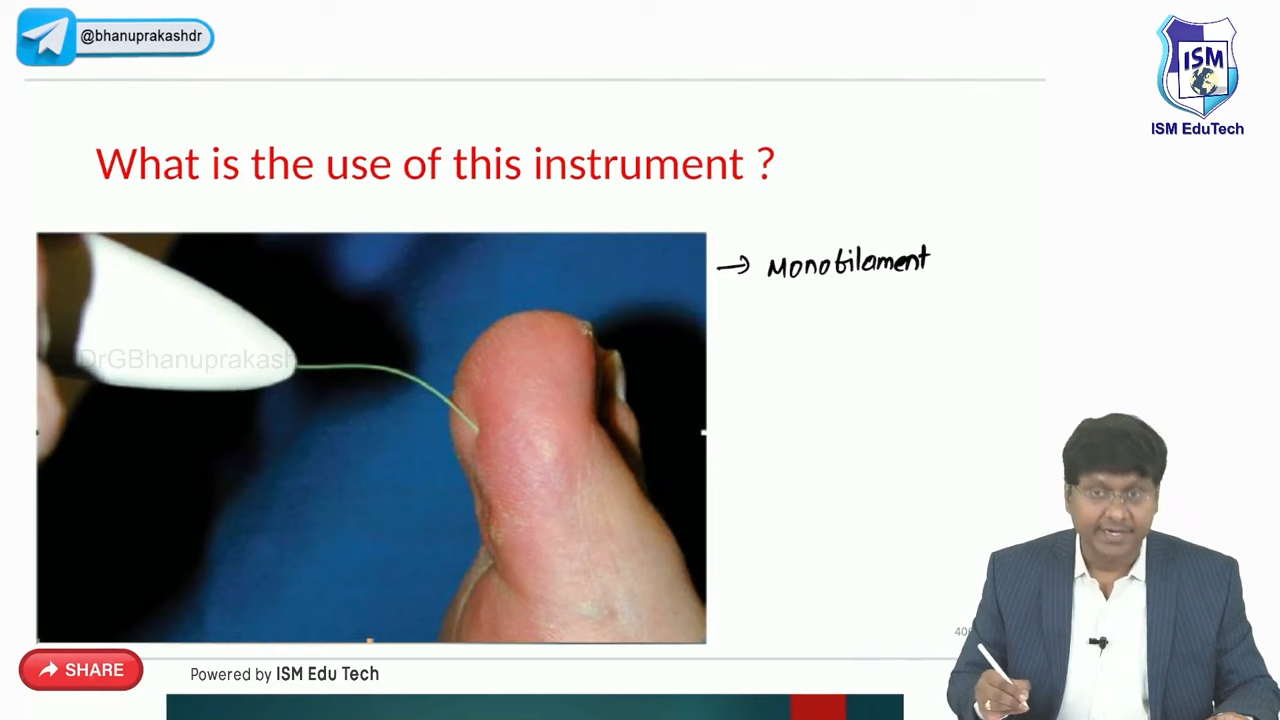 @bhanuprakashdr
ISM
ISM EduTech
What is the use of this instrument ?
→ Monofilament
DrGBhanuprakash
SHARE
Powered by ISM Edu Tech